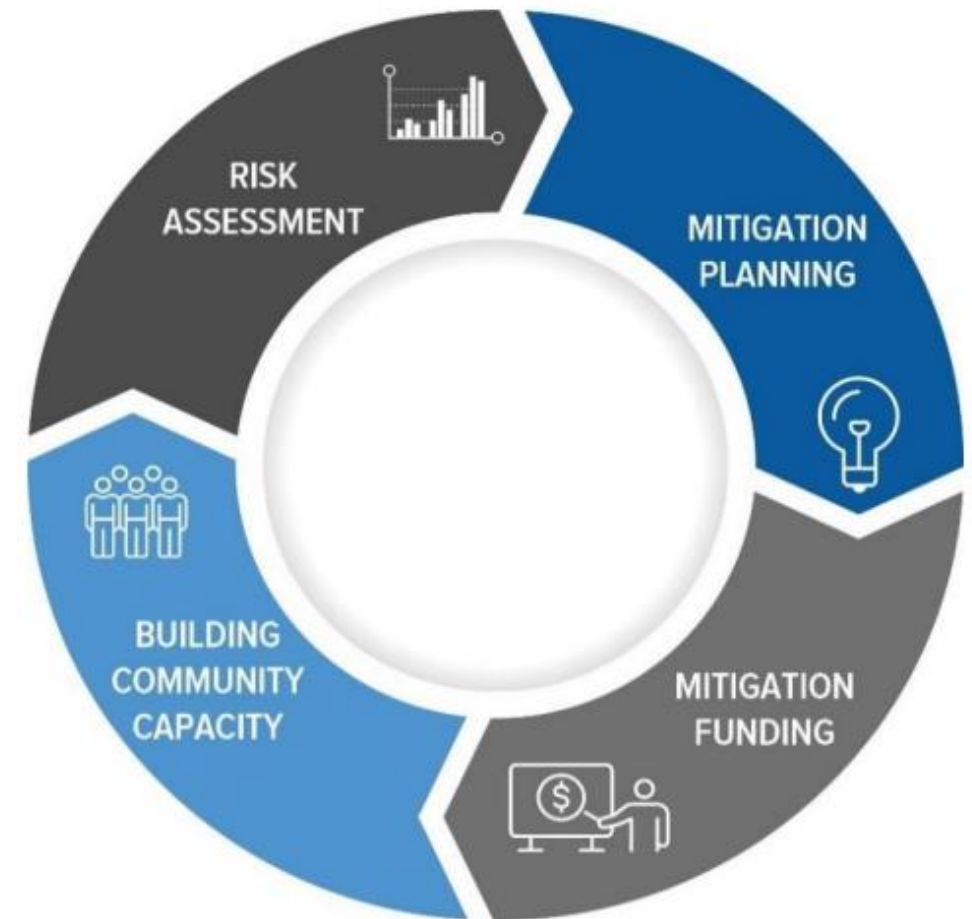 RISK
ASSESSMENT
MITIGATION
PLANNING
MITIGATION
FUNDING
$
BUILDING
COMMUNITY
CAPACITY